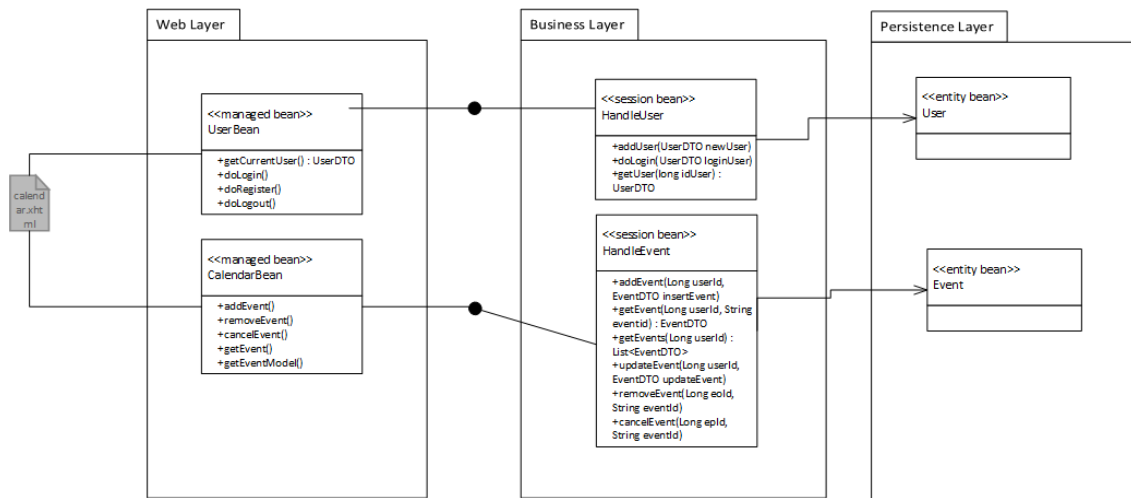 Web Layer
Business Layer
Persistence Layer
<<managed bean>>
UserBean
+getCurrentUser() : UserDTO
+doLogin()
+doRegister()
+doLogout()
<<session bean>>
HandleUser
+addUser(UserDTO newUser)
+doLogin(UserDTO loginUser)
+getUser(long idUser) :
UserDTO
<<entity bean>>
User
calend
ar.xht
ml
<<managed bean>>
CalendarBean
+addEvent()
+removeEvent()
+cancelEvent()
+getEvent()
+getEventModel()
<<session bean>>
HandleEvent
+addEvent(Long userId,
EventDTO insertEvent)
+getEvent(Long userId, String
eventid) : EventDTO
+getEvents(Long userId) :
List<EventDTO>
+updateEvent(Long userId,
EventDTO updateEvent)
+removeEvent(Long eoId,
String eventId)
+cancelEvent(Long epId,
String eventId)
<<entity bean>>
Event